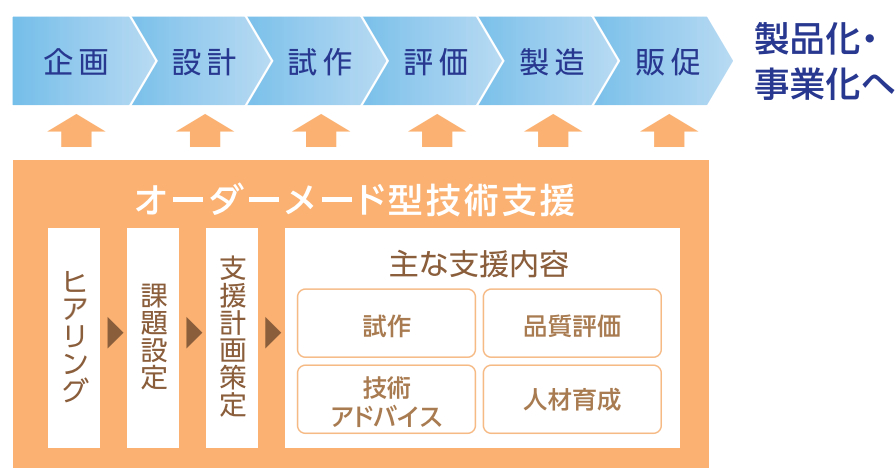 企画
設計
試作
評価
製造
販促
製品化・
事業化へ
オーダーメード型技術支援
ヒアリング
課題設定
支援計画策定
主な支援内容
試作
品質評価
技術
アドバイス
人材育成